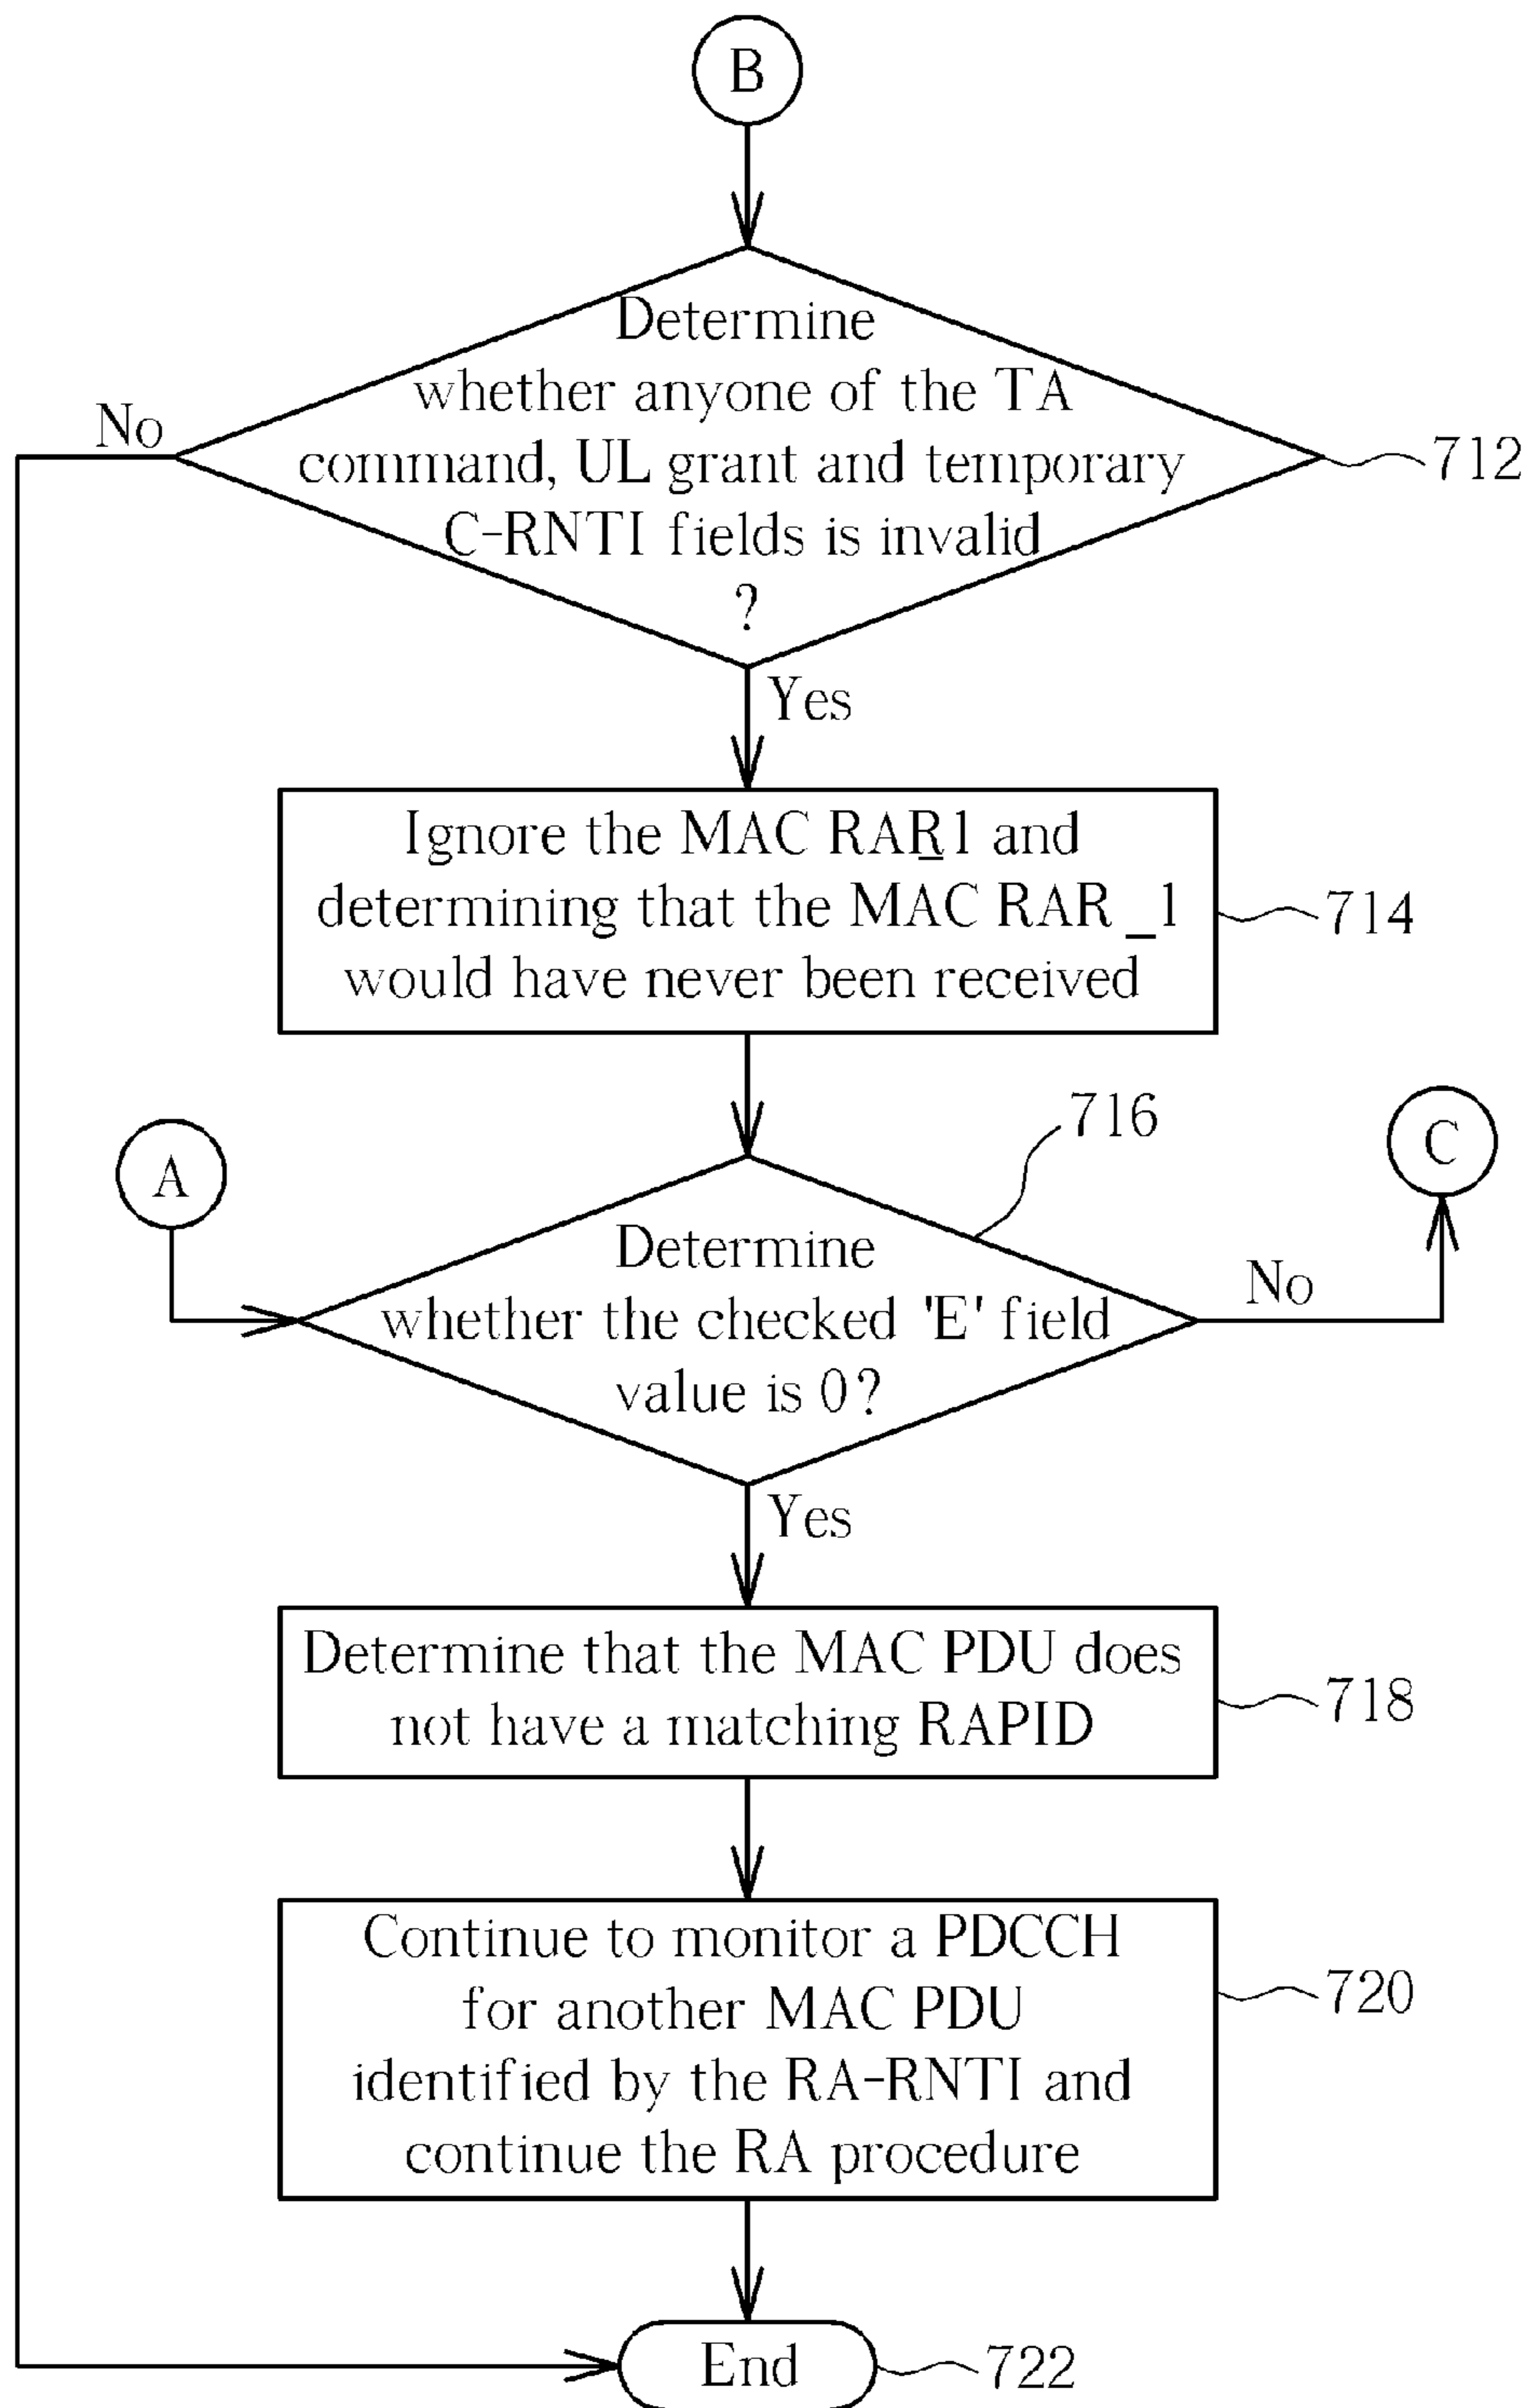 B
Determine
whether anyone of the TA
command, UL grant and temporary
C-RNTI fields is invalid
?
No
712
Yes
Ignore the MAC RAR_1 and
determining that the MAC RAR_1
would have never been received
714
A
716
C
Determine
whether the checked 'E' field
value is 0?
No
Yes
Determine that the MAC PDU does
not have a matching RAPID
718
Continue to monitor a PDCCH
for another MAC PDU
identified by the RA-RNTI and
continue the RA procedure
720
End
722